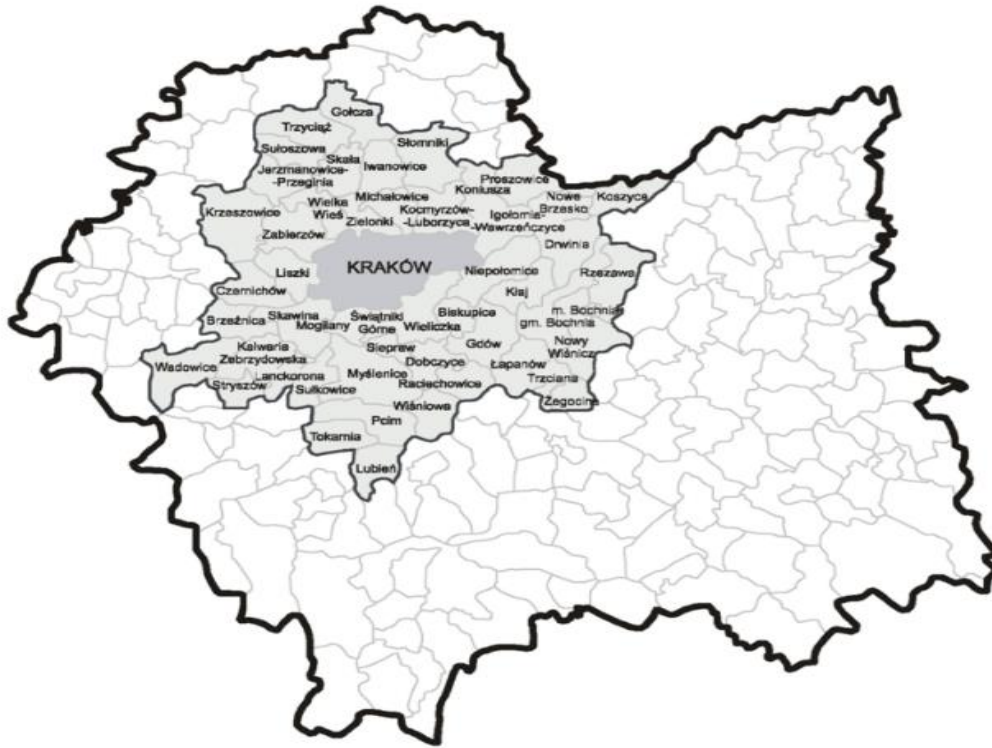 Gołcza
Trzyciąż
Słomniki
Sułoszowa
Skała
Iwanowice
Jerzmanowice-
-Przeginia
Proszowice
Koniusza
Michałowice
Nowe
Brzesko
Koszyce
Krzeszowice
Wielka
Wieś
Kocmyrzów-
-Luborzyca
Igołomia-
-Wawrzeńczyce
Zielonki
Zabierzów
Drwinia
KRAKÓW
Niepołomice
Rzezawa
Liszki
Czernichów
Kłaj
Biskupice
m. Bochnia
gm. Bochnia
Brzeźnica
Skawina
Mogilany
Świątniki
Górne
Wieliczka
Gdów
Nowy
Wiśnicz
Kalwaria
Zebrzydowska
Siepraw
Dobczyce
Łapanów
Wadowice
Lanckorona
Myślenice
Raciechowice
Trzciana
Stryszów
Sułkowice
Żegocina
Wiśniowa
Pcim
Tokarnia
Lubień